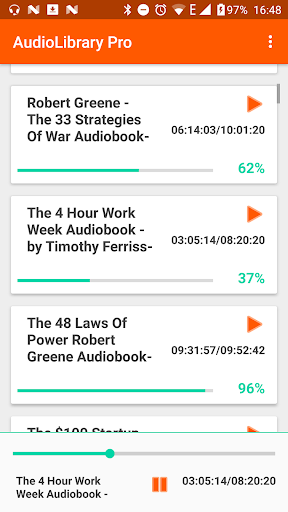 97% 16:48
AudioLibrary Pro
Robert Greene -
The 33 Strategies
Of War Audiobook-
06:14:03/10:01:20
62%
The 4 Hour Work
Week Audiobook -
by Timothy Ferriss-
03:05:14/08:20:20
37%
The 48 Laws Of
Power Robert
Greene Audiobook-
09:31:57/09:52:42
96%
The $100 Startup
The 4 Hour Work
Week Audiobook -
03:05:14/08:20:20